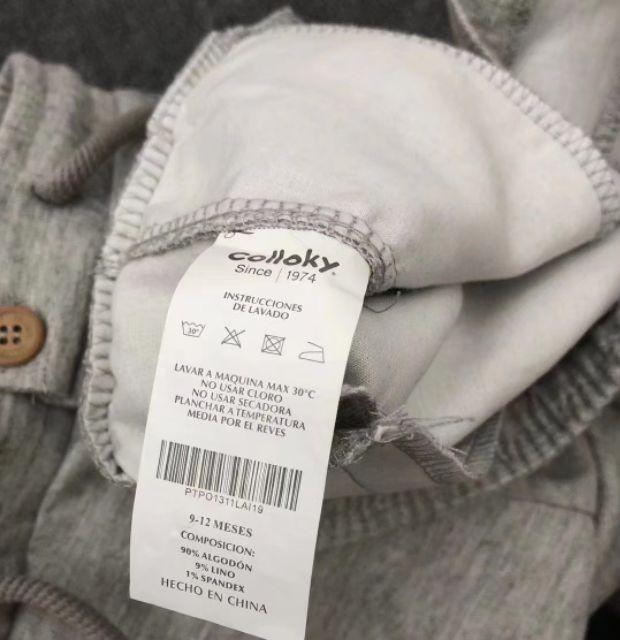 colloky
Since | 1974
INSTRUCCIONES
DE LAVADO
30°
LAVAR A MAQUINA MAX 30°C
NO USAR CLORO
NO USAR SECADORA
PLANCHAR A TEMPERATURA
MEDIA POR EL REVES
PTPO1311LAI19
9-12 MESES
COMPOSICION:
90% ALGODÓN
9% LINO
1% SPANDEX
HECHO EN CHINA